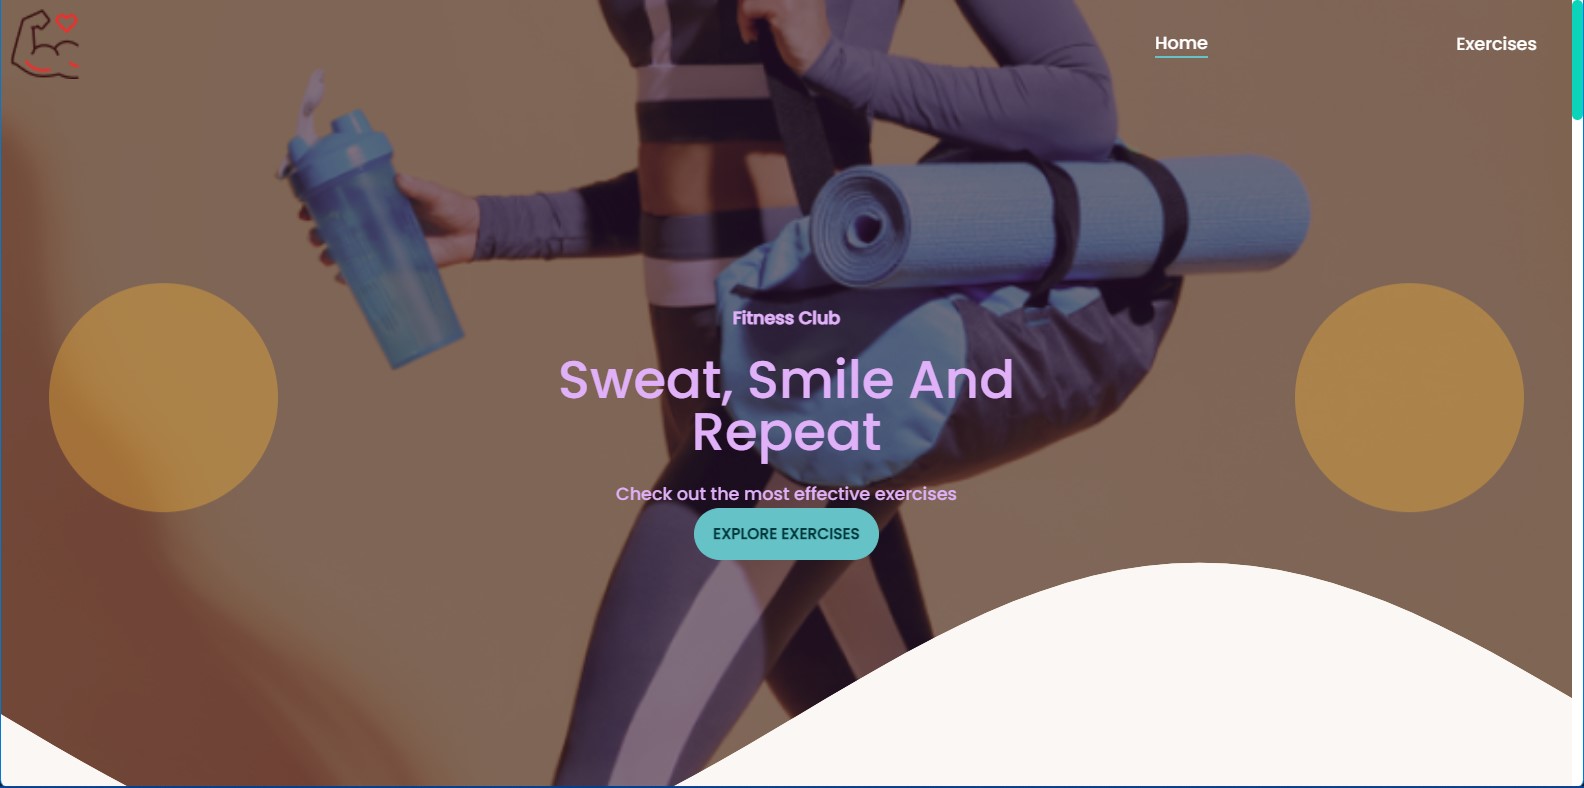 Home
Exercises
Fitness Club
Sweat, Smile And
Repeat
Check out the most effective exercises
EXPLORE EXERCISES